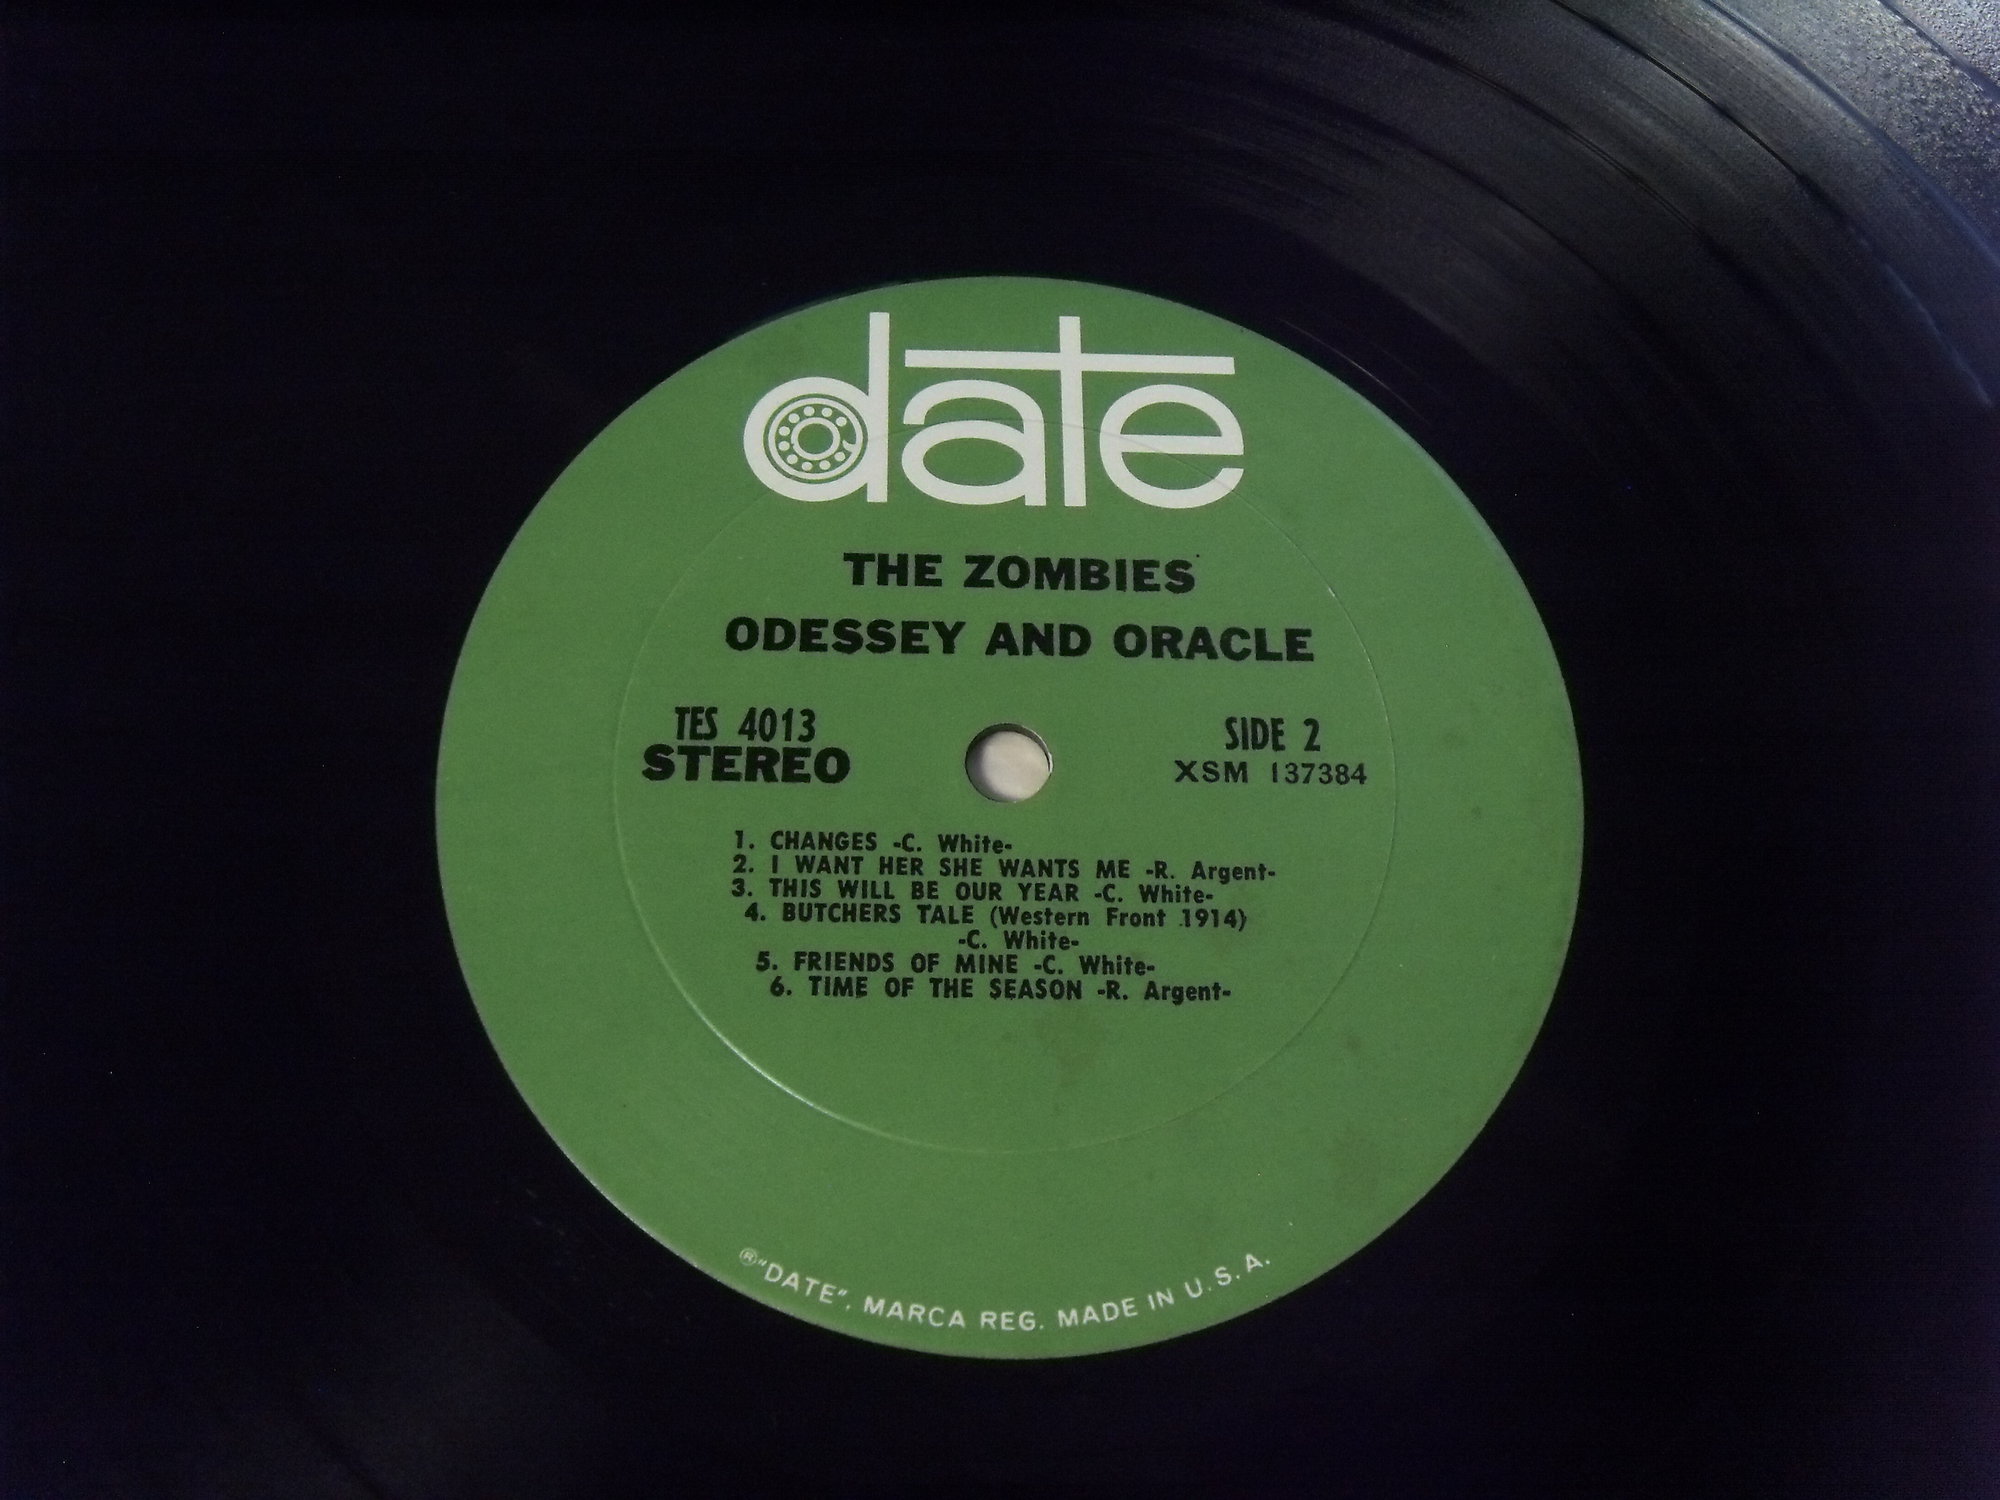 date
THE ZOMBIES
ODESSEY AND ORACLE
TES 4013
STEREO
SIDE 2
XSM 137384
1. CHANGES -C. White-
2. I WANT HER SHE WANTS ME -R. Argent-
3. THIS WILL BE OUR YEAR -C. White-
4. BUTCHERS TALE (Western Front 1914)
-C. White-
5. FRIENDS OF MINE -C. White-
6. TIME OF THE SEASON -R. Argent-
®"DATE". MARCA REG. MADE IN U.S.A.